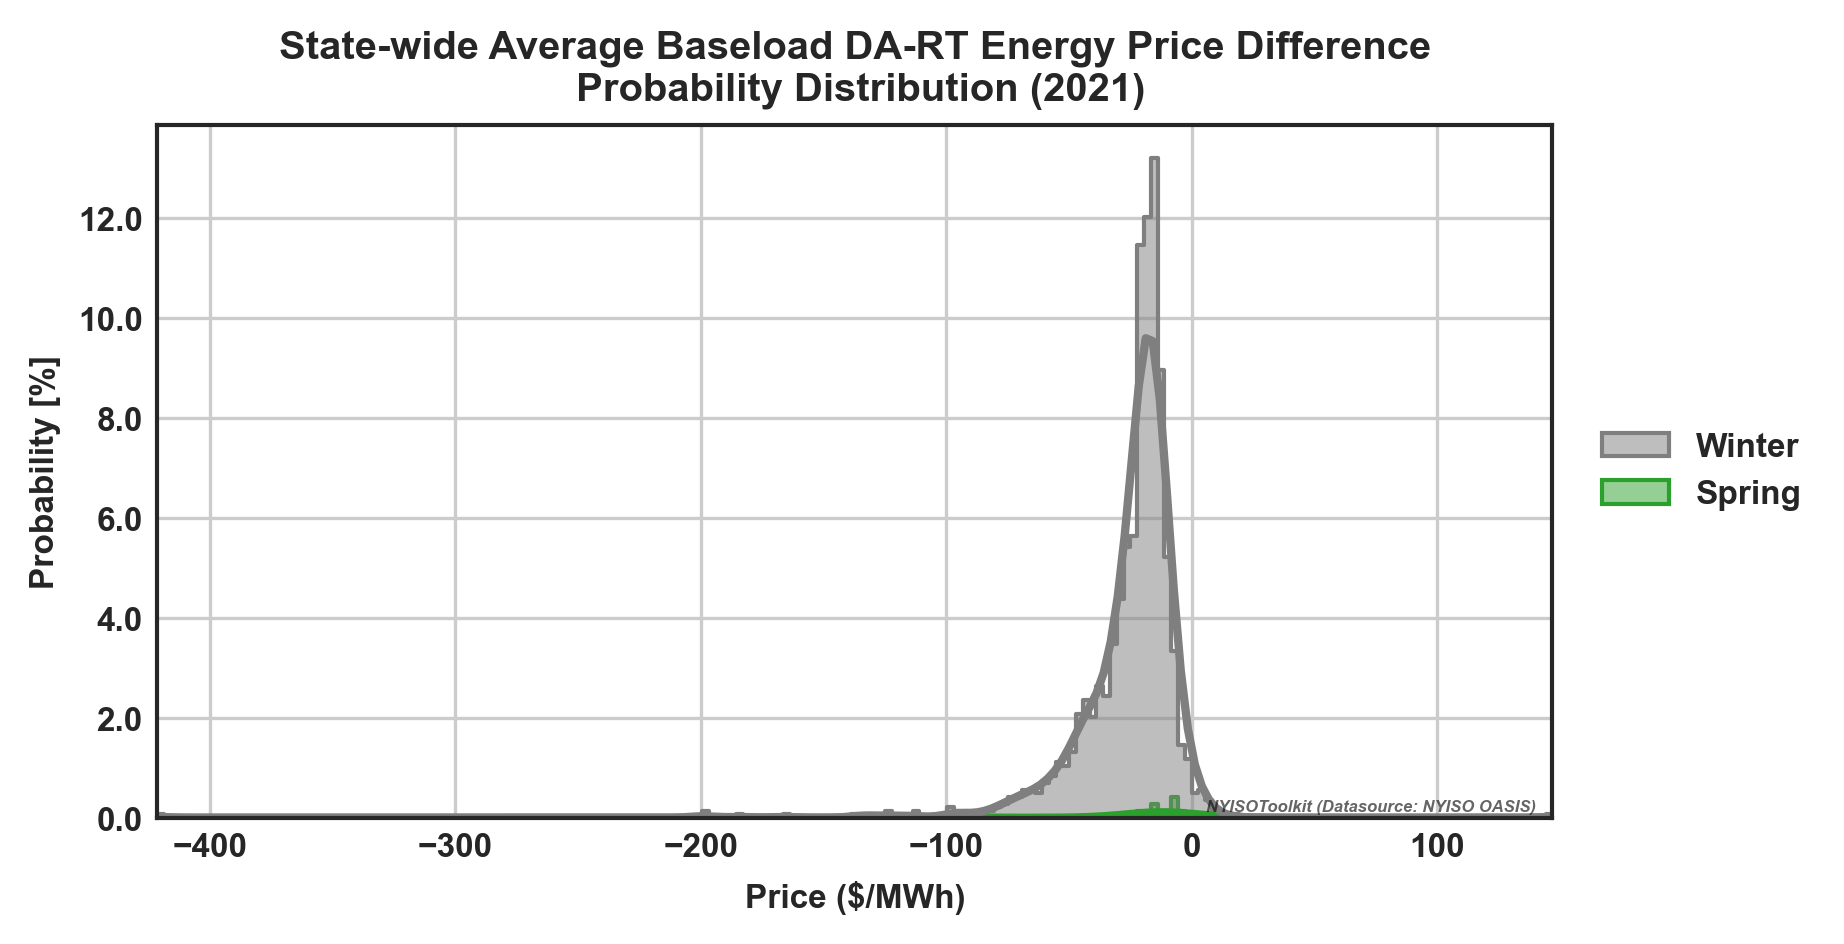 State-wide Average Baseload DA-RT Energy Price Difference
Probability Distribution (2021)
Probability [%]
12.0
10.0
8.0
6.0
4.0
2.0
0.0
−400
−300
−200
−100
0
100
Price ($/MWh)
Winter
Spring
NYISOToolkit (Datasource: NYISO OASIS)